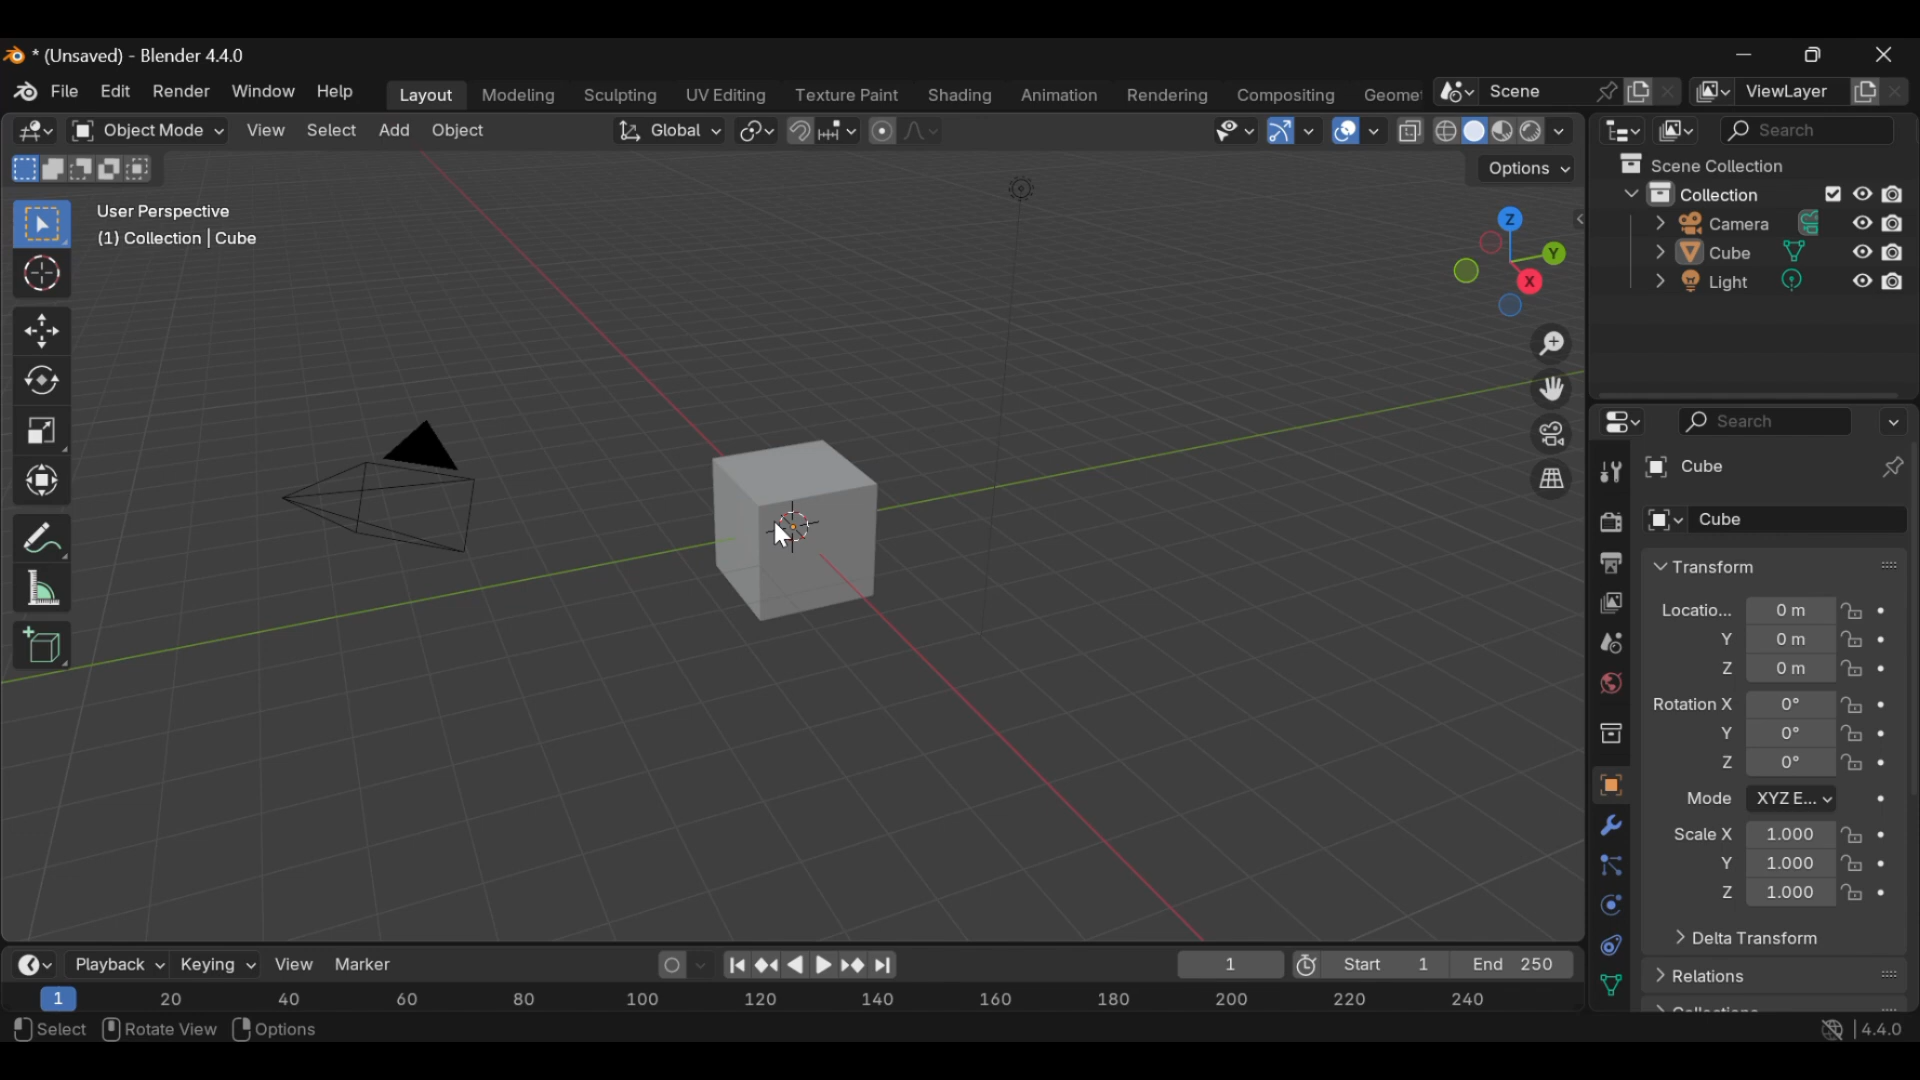 * (Unsaved) - Blender 4.4.0
File Edit Render Window Help Layout Modeling Sculpting UV Editing Texture Paint Shading Animation Rendering Compositing Geomet Scene ViewLayer
Object Mode View Select Add Object Global Search
Options
Scene Collection
Collection
Camera
Cube
Light
User Perspective
(1) Collection | Cube
Z
Y
X
Search
Cube
Cube
Transform
Locatio... 0 m
Y 0 m
Z 0 m
Rotation X 0°
Y 0°
Z 0°
Mode XYZ E...
Scale X 1.000
Y 1.000
Z 1.000
Delta Transform
Relations
Playback Keying View Marker 1 Start 1 End 250
1 20 40 60 80 100 120 140 160 180 200 220 240
Select Rotate View Options 4.4.0